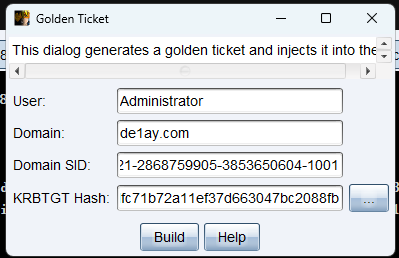 Golden Ticket
This dialog generates a golden ticket and injects it into the
User: Administrator
Domain: de1ay.com
Domain SID: 21-2868759905-3853650604-1001
KRBTGT Hash: fc71b72a11ef37d663047bc2088fb ...
Build Help